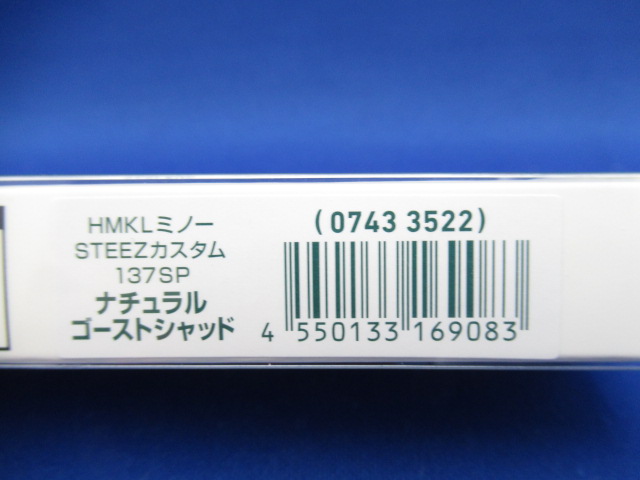 HMKLミノー
STEEZカスタム
137SP
ナチュラル
ゴーストシャッド
(0743 3522)
4 550133 169083